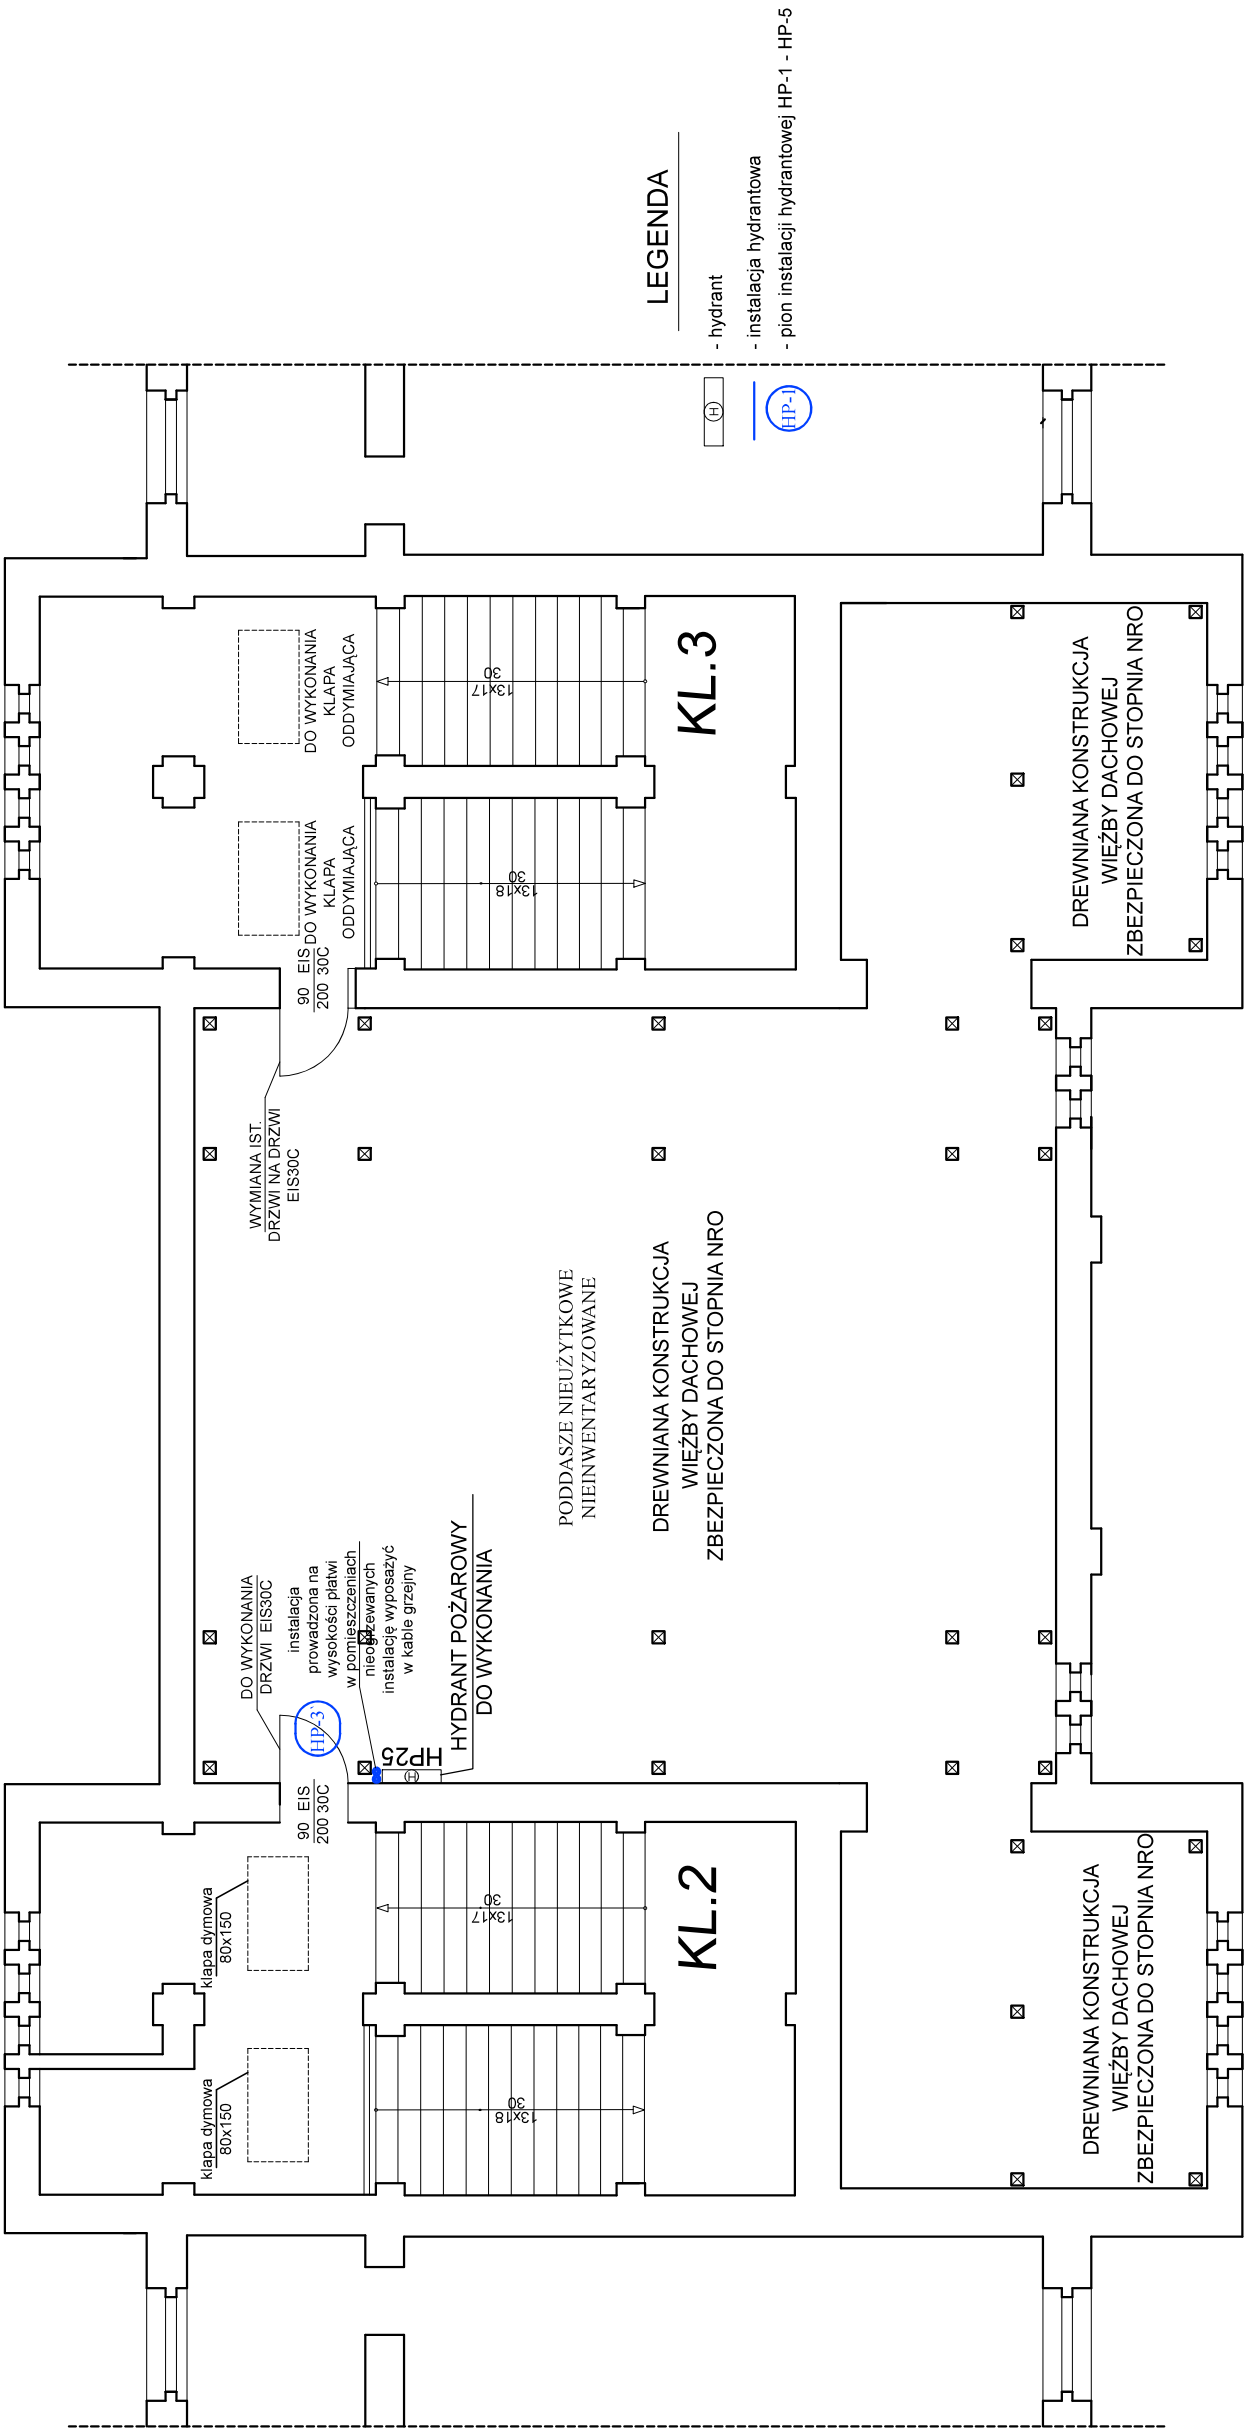 LEGENDA
- hydrant
- instalacja hydrantowa
- pion instalacji hydrantowej HP-1 - HP-5
H
HP-1
DO WYKONANIA
KLAPA
ODDYMIAJĄCA
DO WYKONANIA
KLAPA
ODDYMIAJĄCA
90 EIS
200 30C
13x17
30
13x18
30
KL.3
DREWNIANA KONSTRUKCJA
WIĘŹBY DACHOWEJ
ZBEZPIECZONA DO STOPNIA NRO
WYMIANA IST.
DRZWI NA DRZWI
EIS30C
PODDASZE NIEUŻYTKOWE
NIEINWENTARYZOWANE
DREWNIANA KONSTRUKCJA
WIĘŹBY DACHOWEJ
ZBEZPIECZONA DO STOPNIA NRO
DO WYKONANIA
DRZWI EIS30C
instalacja
prowadzona na
wysokości płatwi
w pomieszczeniach
nieogrzewanych
instalację wyposażyć
w kable grzejny
HYDRANT POŻAROWY
DO WYKONANIA
HP-3`
HP25
H
90 EIS
200 30C
klapa dymowa
80x150
klapa dymowa
80x150
13x17
30
13x18
30
KL.2
DREWNIANA KONSTRUKCJA
WIĘŹBY DACHOWEJ
ZBEZPIECZONA DO STOPNIA NRO